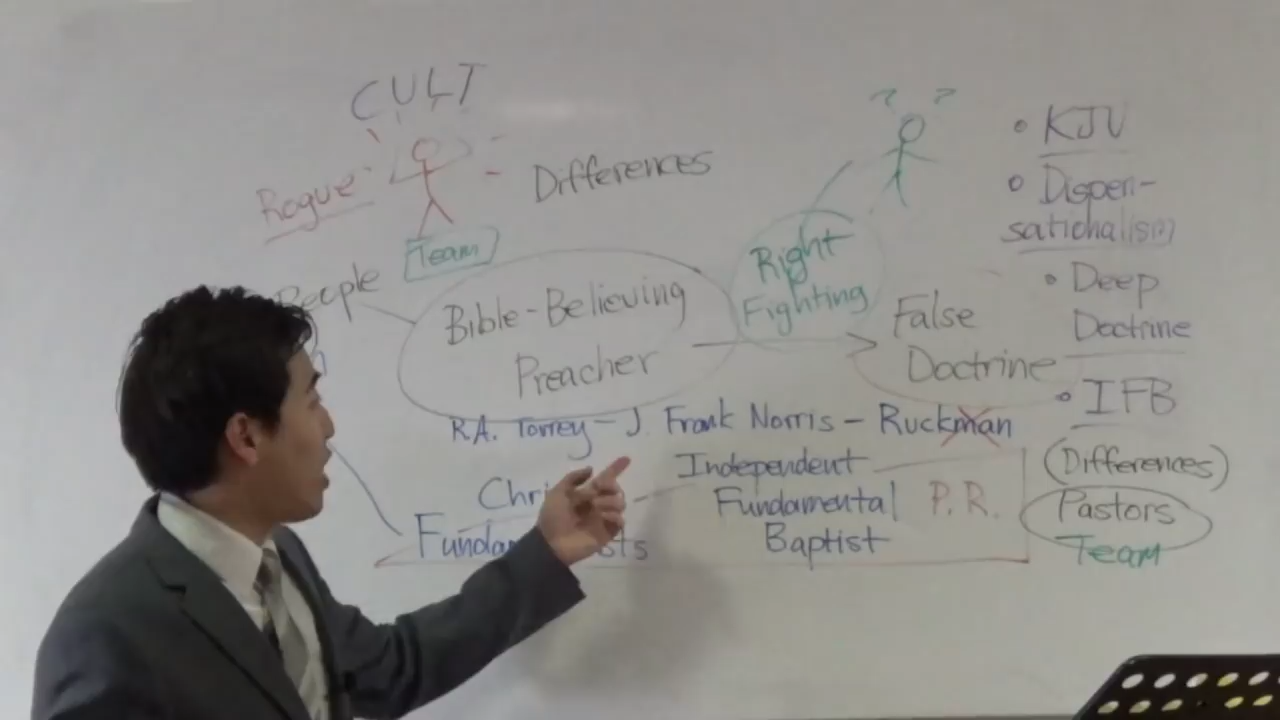 CULT
? ?
• KJV
Rogue
Differences
• Dispen-
sationalism
Team
Right
Fighting
People
Bible-Believing
Preacher
• Deep
Doctrine
False
Doctrine
• IFB
R.A. Torrey – J. Frank Norris – Ruckman
(Differences)
Independent
Fundamental
Baptist
P.R.
Pastors
Team